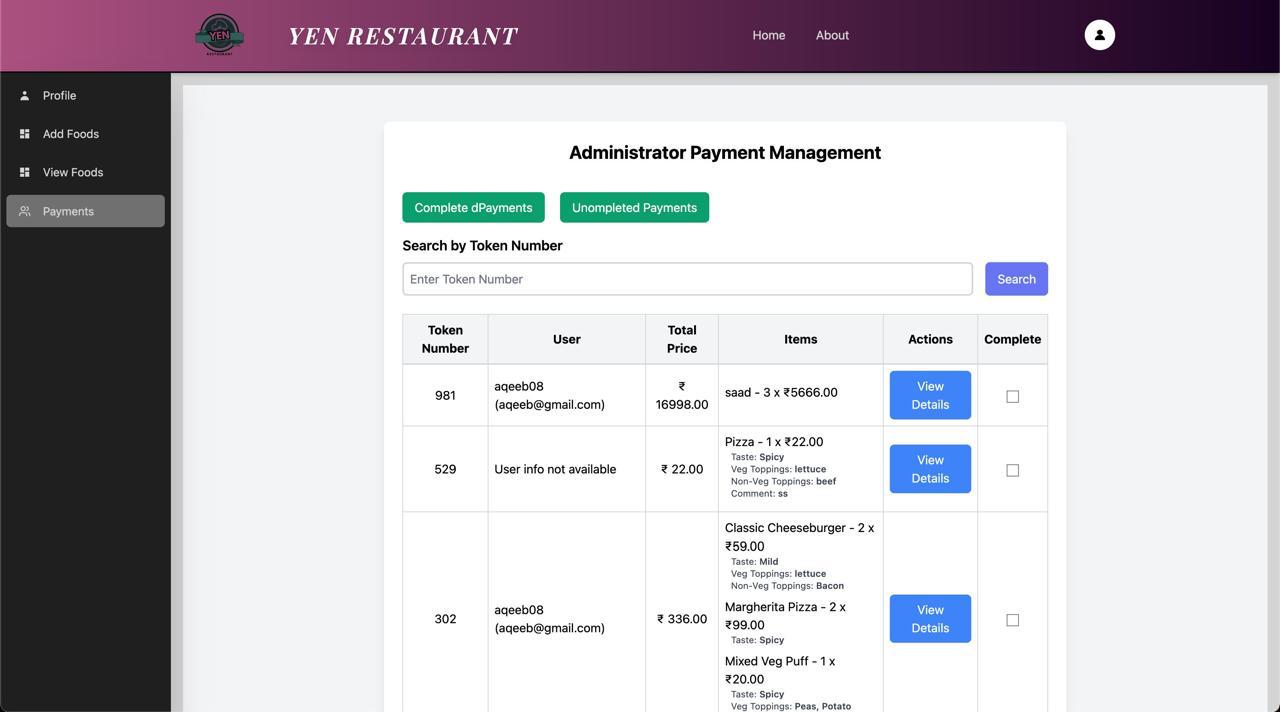 YEN
RESTAURANT
YEN RESTAURANT
Home
About
Profile
Add Foods
View Foods
Payments
Administrator Payment Management
Complete dPayments
Unompleted Payments
Search by Token Number
Enter Token Number
Search
Token
Number
User
Total
Price
Items
Actions
Complete
981
aqeeb08
(aqeeb@gmail.com)
₹
16998.00
saad - 3 x ₹5666.00
View
Details
529
User info not available
₹ 22.00
Pizza - 1 x ₹22.00
Taste: Spicy
Veg Toppings: lettuce
Non-Veg Toppings: beef
Comment: ss
View
Details
302
aqeeb08
(aqeeb@gmail.com)
₹ 336.00
Classic Cheeseburger - 2 x
₹59.00
Taste: Mild
Veg Toppings: lettuce
Non-Veg Toppings: Bacon
Margherita Pizza - 2 x
₹99.00
Taste: Spicy
Mixed Veg Puff - 1 x
₹20.00
Taste: Spicy
Veg Toppings: Peas, Potato
View
Details